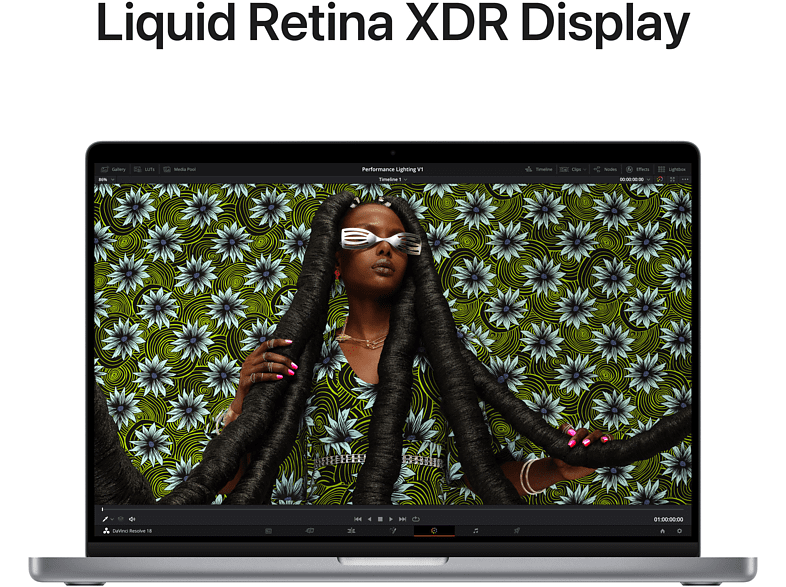 Liquid Retina XDR Display
Gallery LUTs Media Pool Performance Lighting V1 Timeline Clips Nodes Effects Lightbox
86% Timeline 1 00:00:00:00
01:00:00:00
DaVinci Resolve 18